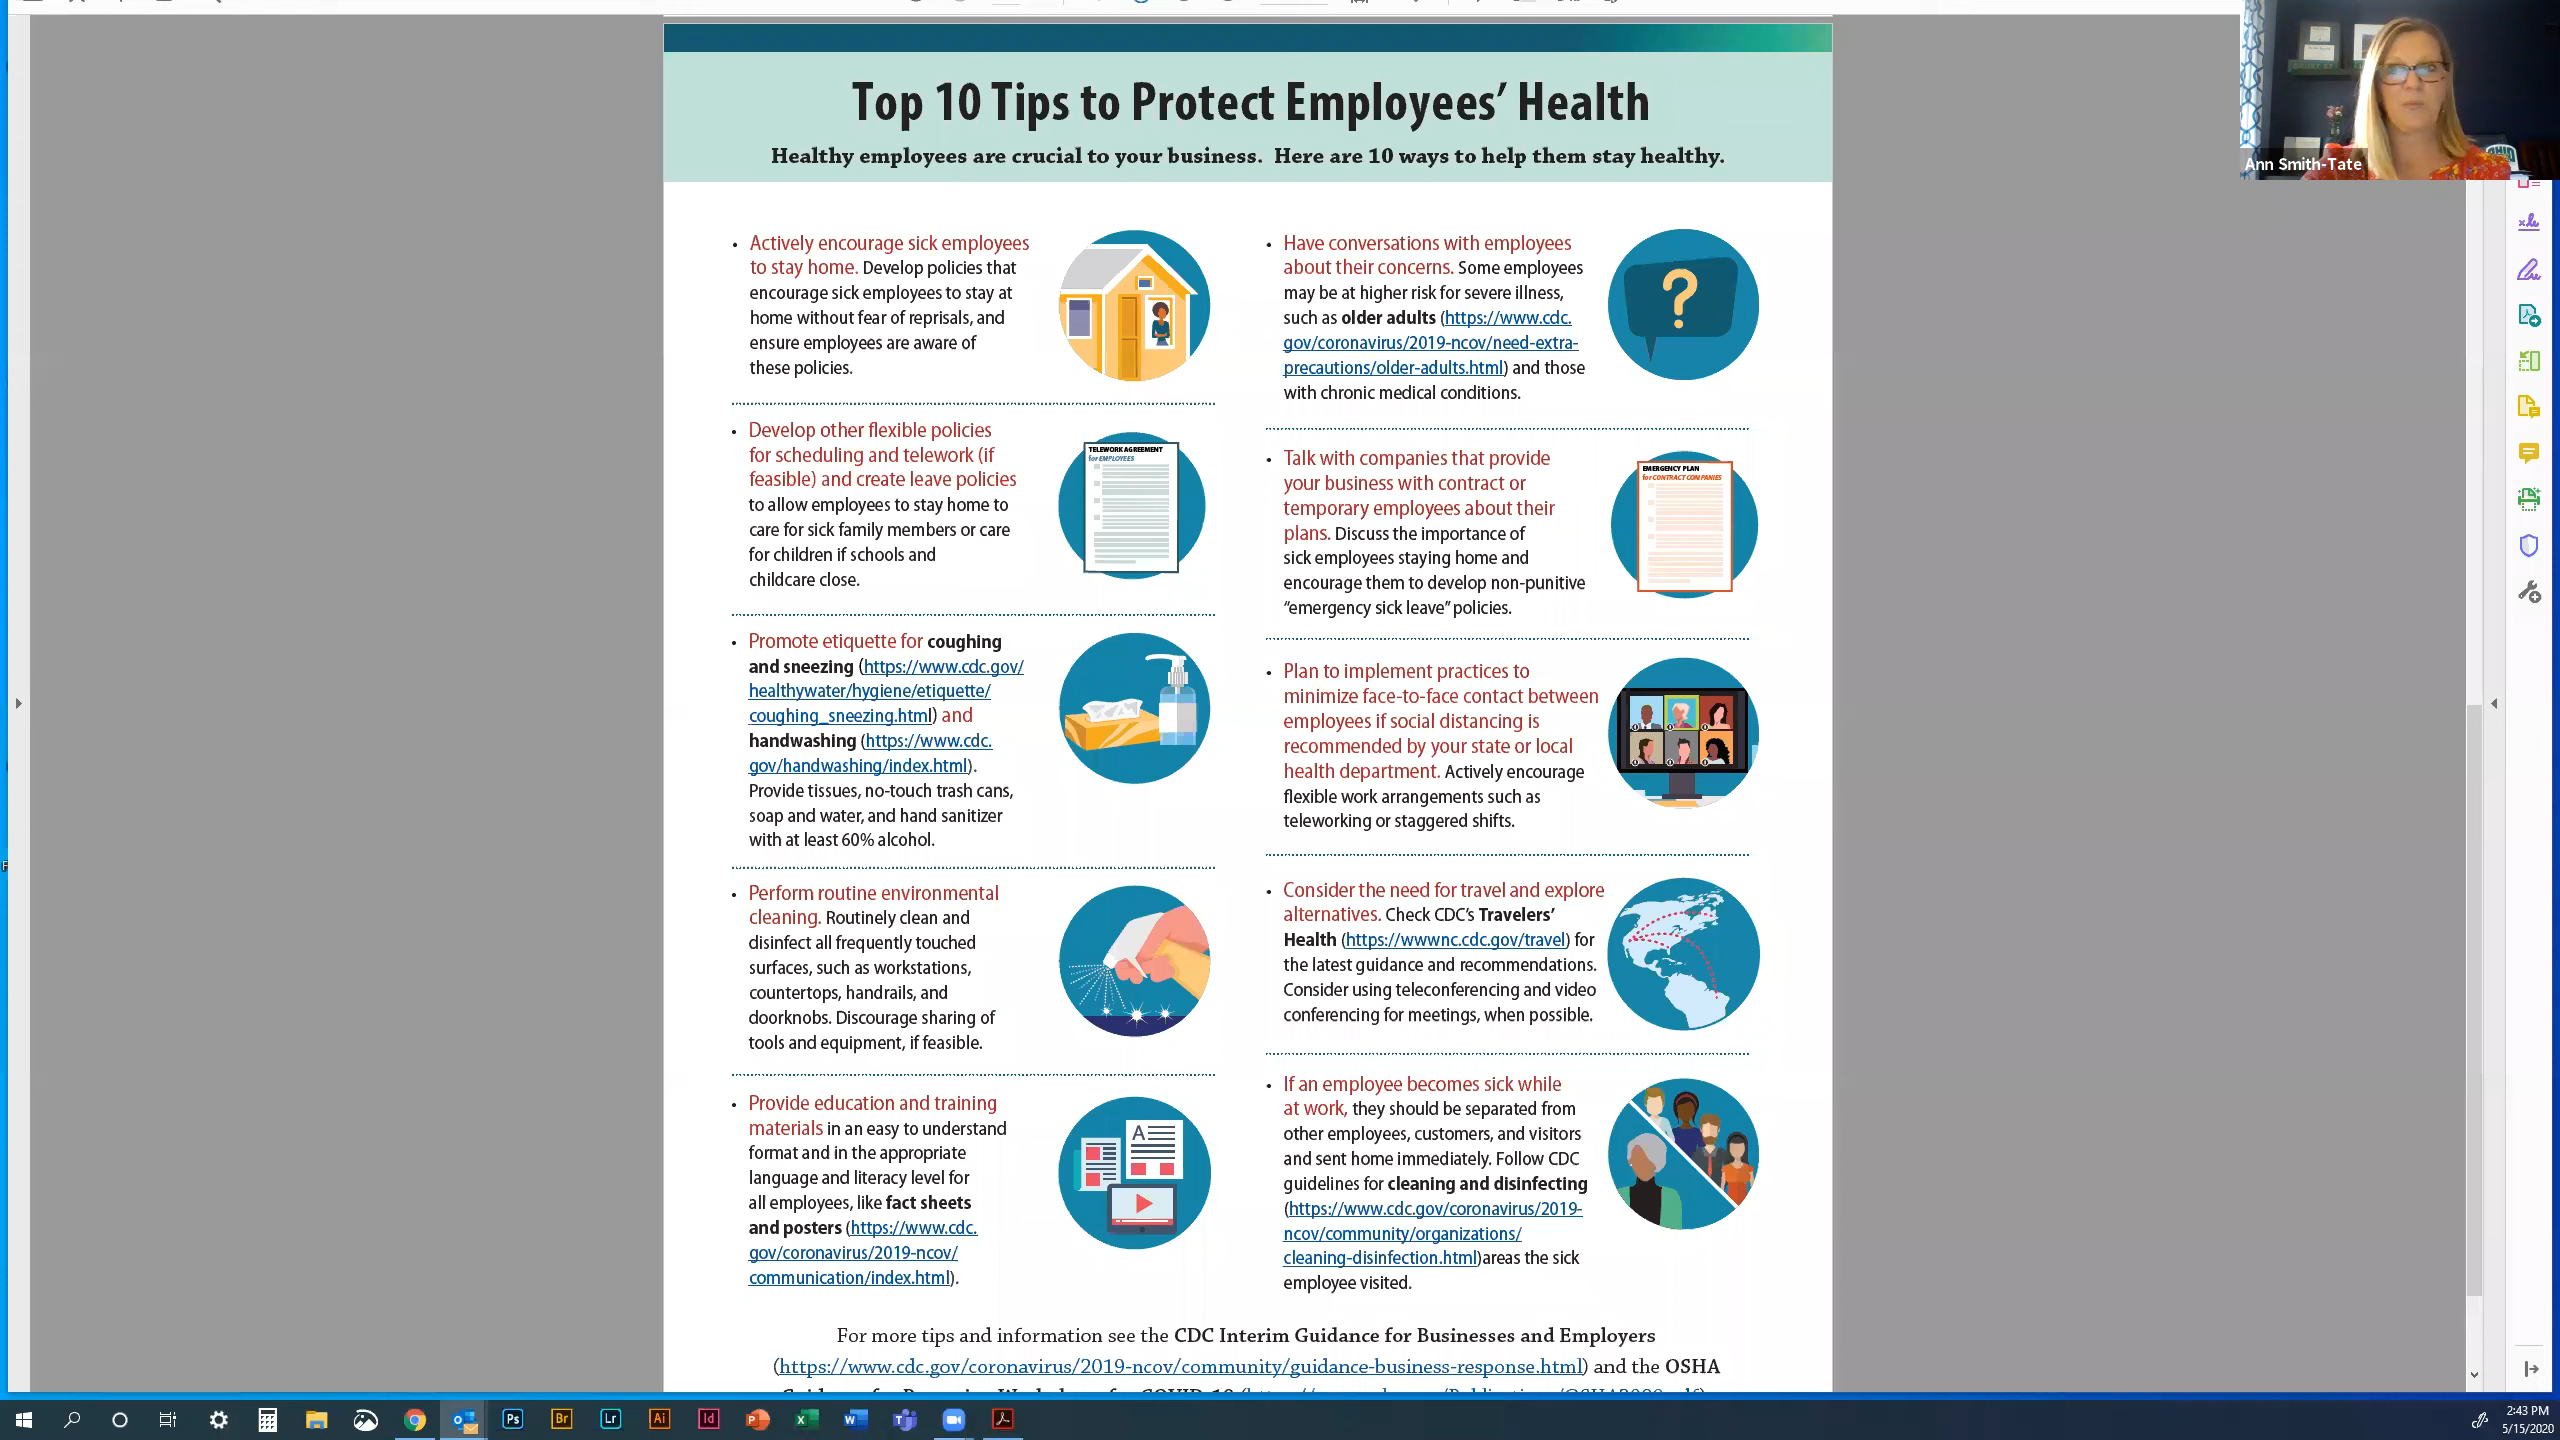 Top 10 Tips to Protect Employees’ Health
Healthy employees are crucial to your business.  Here are 10 ways to help them stay healthy.
• Actively encourage sick employees
to stay home. Develop policies that
encourage sick employees to stay at
home without fear of reprisals, and
ensure employees are aware of
these policies.
• Develop other flexible policies
for scheduling and telework (if
feasible) and create leave policies
to allow employees to stay home to
care for sick family members or care
for children if schools and
childcare close.
TELEWORK AGREEMENT
for EMPLOYEES
• Promote etiquette for coughing
and sneezing (https://www.cdc.gov/
healthywater/hygiene/etiquette/
coughing_sneezing.html) and
handwashing (https://www.cdc.
gov/handwashing/index.html).
Provide tissues, no-touch trash cans,
soap and water, and hand sanitizer
with at least 60% alcohol.
• Perform routine environmental
cleaning. Routinely clean and
disinfect all frequently touched
surfaces, such as workstations,
countertops, handrails, and
doorknobs. Discourage sharing of
tools and equipment, if feasible.
• Provide education and training
materials in an easy to understand
format and in the appropriate
language and literacy level for
all employees, like fact sheets
and posters (https://www.cdc.
gov/coronavirus/2019-ncov/
communication/index.html).
A
• Have conversations with employees
about their concerns. Some employees
may be at higher risk for severe illness,
such as older adults (https://www.cdc.
gov/coronavirus/2019-ncov/need-extra-
precautions/older-adults.html) and those
with chronic medical conditions.
?
• Talk with companies that provide
your business with contract or
temporary employees about their
plans. Discuss the importance of
sick employees staying home and
encourage them to develop non-punitive
“emergency sick leave” policies.
EMERGENCY PLAN
for CONTRACT COMPANIES
• Plan to implement practices to
minimize face-to-face contact between
employees if social distancing is
recommended by your state or local
health department. Actively encourage
flexible work arrangements such as
teleworking or staggered shifts.
• Consider the need for travel and explore
alternatives. Check CDC’s Travelers’
Health (https://wwwnc.cdc.gov/travel) for
the latest guidance and recommendations.
Consider using teleconferencing and video
conferencing for meetings, when possible.
• If an employee becomes sick while
at work, they should be separated from
other employees, customers, and visitors
and sent home immediately. Follow CDC
guidelines for cleaning and disinfecting
(https://www.cdc.gov/coronavirus/2019-
ncov/community/organizations/
cleaning-disinfection.html)areas the sick
employee visited.
For more tips and information see the CDC Interim Guidance for Businesses and Employers
(https://www.cdc.gov/coronavirus/2019-ncov/community/guidance-business-response.html) and the OSHA
Ann Smith-Tate
OHIO
Ps
Br
Lr
Ai
Id
2:43 PM
5/15/2020